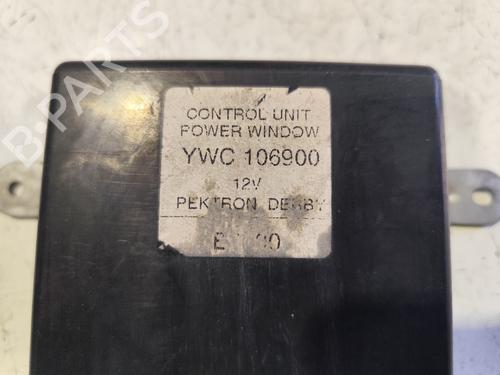 CONTROL UNIT
POWER WINDOW
YWC 106900
12V
PEKTRON DERBY
B-PARTS